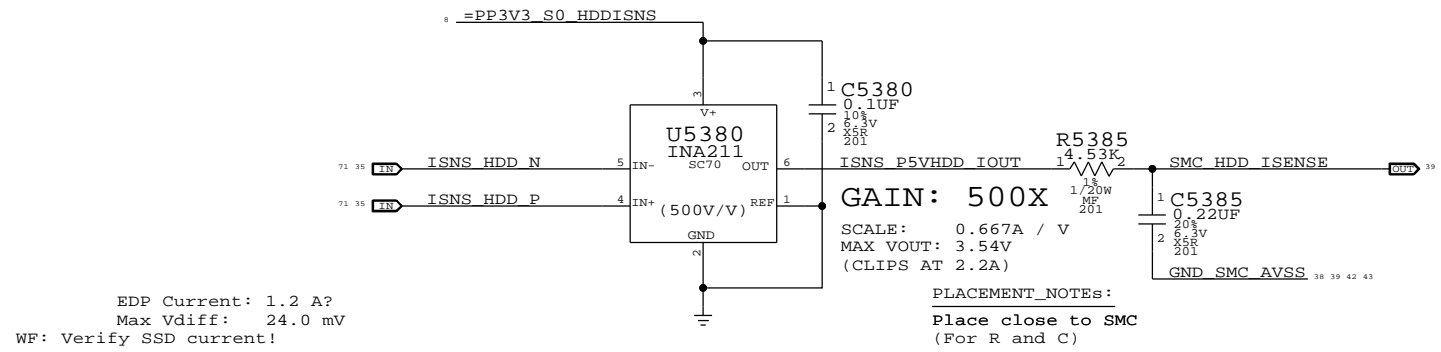 8 =PP3V3_S0_HDDISNS
3
V+
1 C5380
0.1UF
10%
6.3V
2 X5R
201
U5380
INA211
SC70
71 35 IN ISNS_HDD_N 5 IN-
OUT 6 ISNS_P5VHDD_IOUT
R5385
1 4.53K 2
1%
1/20W
MF
201
SMC_HDD_ISENSE OUT 39
71 35 IN ISNS_HDD_P 4 IN+
(500V/V) REF 1
GND
2
GAIN: 500X
SCALE: 0.667A / V
MAX VOUT: 3.54V
(CLIPS AT 2.2A)
1 C5385
0.22UF
20%
6.3V
2 X5R
201
GND_SMC_AVSS 38 39 42 43
EDP Current: 1.2 A?
Max Vdiff: 24.0 mV
WF: Verify SSD current!
PLACEMENT_NOTEs:
Place close to SMC
(For R and C)